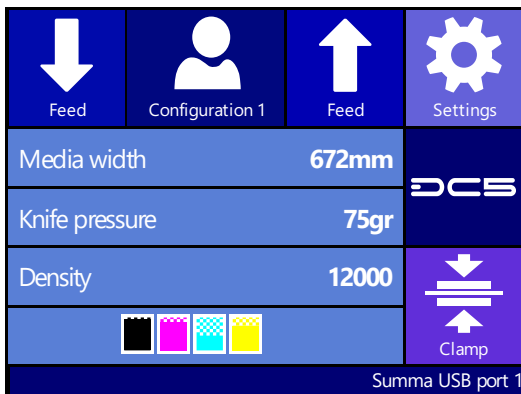 Feed
Configuration 1
Feed
Settings
Media width 672mm
DC5
Knife pressure 75gr
Density 12000
Clamp
Summa USB port 1